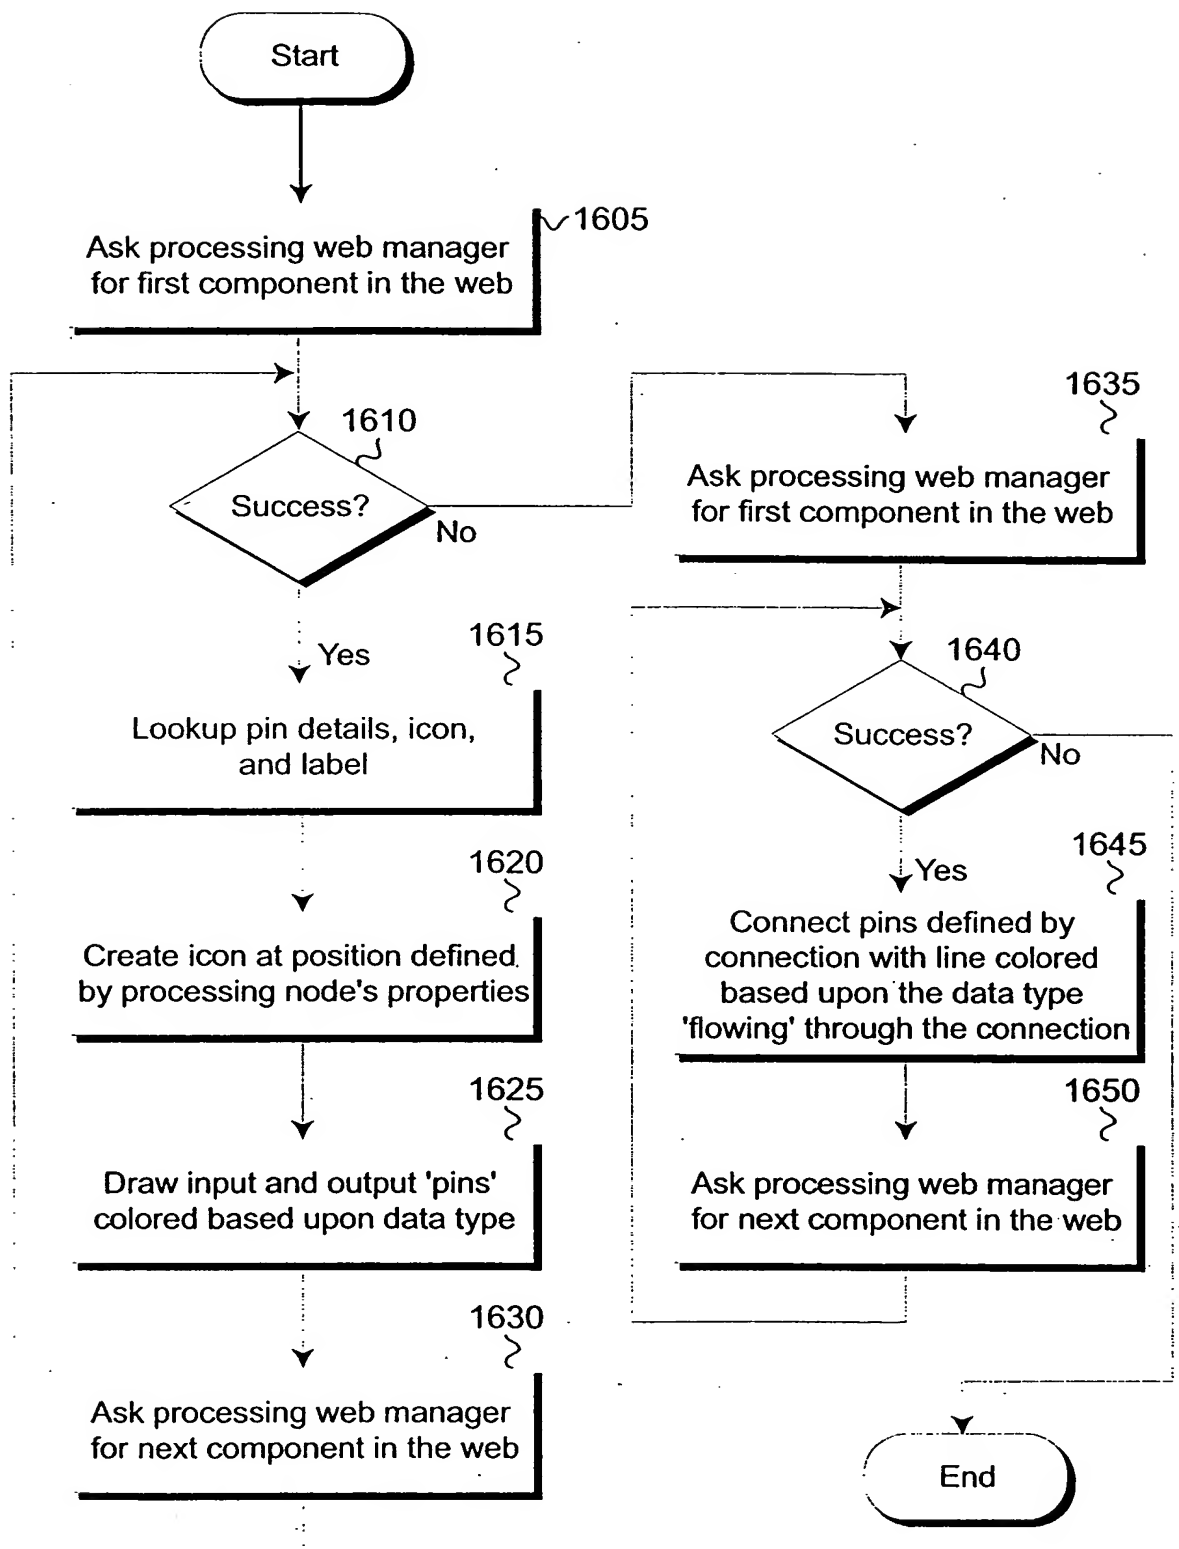 Start
1605
Ask processing web manager
for first component in the web
1610
Success?
No
Yes
1615
Lookup pin details, icon,
and label
1620
Create icon at position defined
by processing node's properties
1625
Draw input and output 'pins'
colored based upon data type
1630
Ask processing web manager
for next component in the web
1635
Ask processing web manager
for first component in the web
1640
Success?
No
Yes
1645
Connect pins defined by
connection with line colored
based upon the data type
'flowing' through the connection
1650
Ask processing web manager
for next component in the web
End